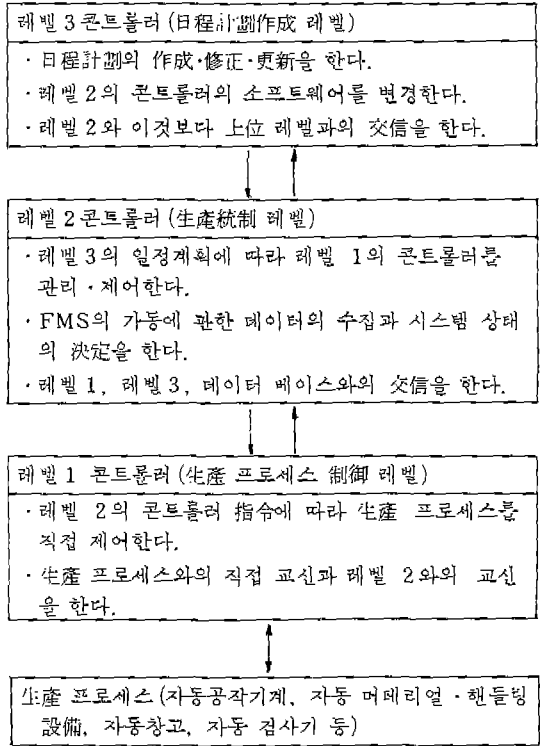 레벨 3 콘트롤러 (日程計劃作成 레벨)
· 日程計劃의 作成·修正·更新을 한다.
· 레벨 2의 콘트롤러의 소프트웨어를 변경한다.
· 레벨 2와 이것보다 上位 레벨과의 交信을 한다.
레벨 2 콘트롤러 (生産統制 레벨)
· 레벨 3의 일정계획에 따라 레벨 1의 콘트롤러를
관리 · 제어한다.
· FMS의 가동에 관한 데이터의 수집과 시스템 상태
의 決定을 한다.
· 레벨 1, 레벨 3, 데이터 베이스와의 交信을 한다.
레벨 1 콘트롤러 (生産 프로세스 制御 레벨)
· 레벨 2의 콘트롤러 指令에 따라 生産 프로세스를
직접 제어한다.
· 生産 프로세스와의 직접 교신과 레벨 2와의 교신
을 한다.
生産 프로세스 (자동공작기계, 자동 머테리얼 · 핸들링
設備, 자동창고, 자동 검사기 등)